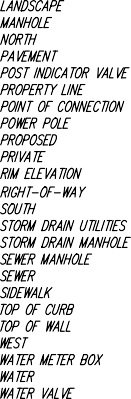 LANDSCAPE
MANHOLE
NORTH
PAVEMENT
POST INDICATOR VALVE
PROPERTY LINE
POINT OF CONNECTION
POWER POLE
PROPOSED
PRIVATE
RIM ELEVATION
RIGHT-OF-WAY
SOUTH
STORM DRAIN UTILITIES
STORM DRAIN MANHOLE
SEWER MANHOLE
SEWER
SIDEWALK
TOP OF CURB
TOP OF WALL
WEST
WATER METER BOX
WATER
WATER VALVE